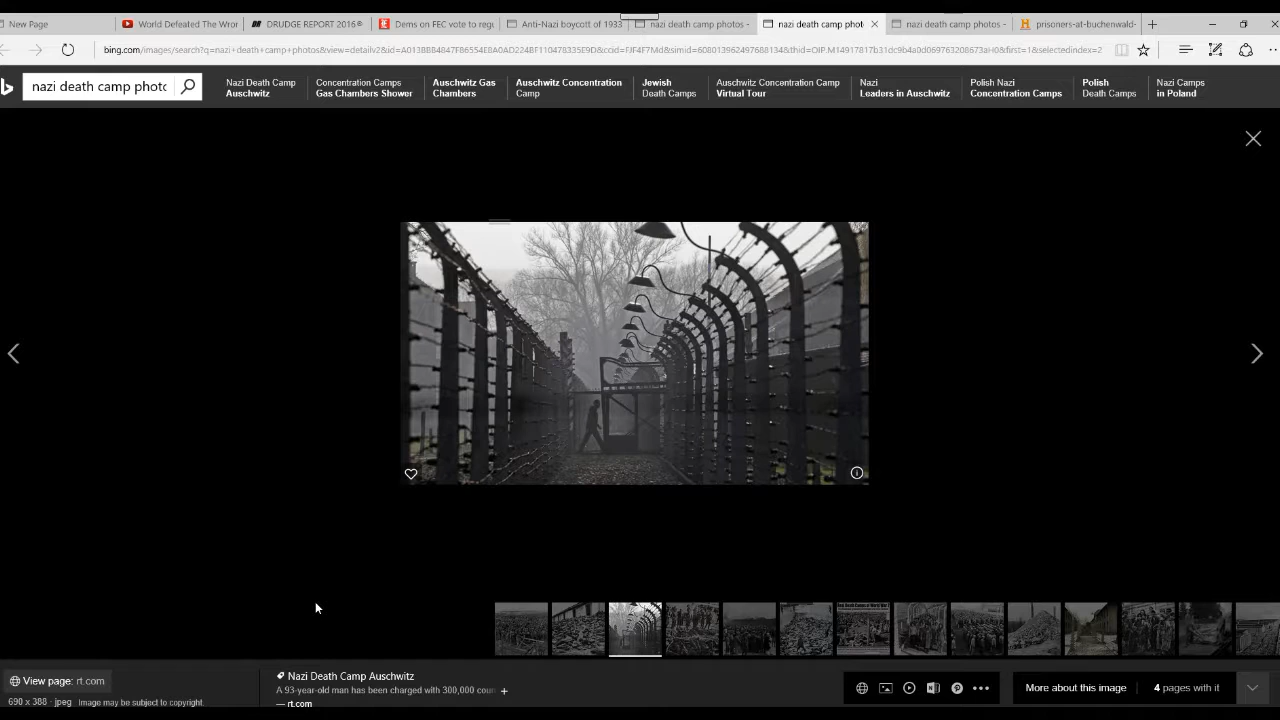 New Page
World Defeated The Wror
DRUDGE REPORT 2016®
Dems on FEC vote to regu
Anti-Nazi boycott of 1933
nazi death camp photos -
nazi death camp phot
nazi death camp photos -
prisoners-at-buchenwald-
nazi death camp photo
Nazi Death Camp
Auschwitz
Concentration Camps
Gas Chambers Shower
Auschwitz Gas
Chambers
Auschwitz Concentration
Camp
Jewish
Death Camps
Auschwitz Concentration Camp
Virtual Tour
Nazi
Leaders in Auschwitz
Polish Nazi
Concentration Camps
Polish
Death Camps
Nazi Camps
in Poland
View page: rt.com
690 x 388 · jpeg Image may be subject to copyright.
Nazi Death Camp Auschwitz
A 93-year-old man has been charged with 300,000 coun
— rt.com
More about this image
4 pages with it